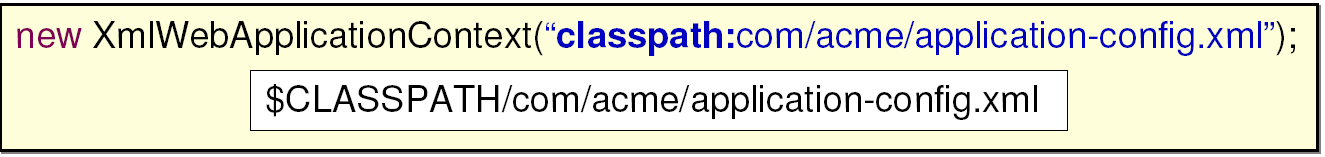 new XmlWebApplicationContext(“classpath:com/acme/application-config.xml”);
$CLASSPATH/com/acme/application-config.xml